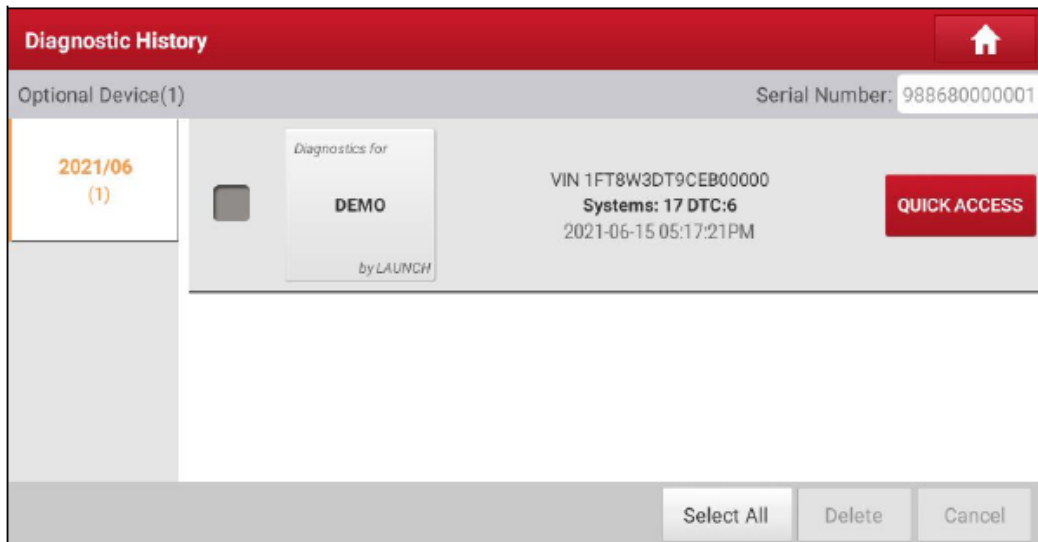 Diagnostic History
Optional Device(1)
Serial Number: 988680000001
2021/06
(1)
Diagnostics for
DEMO
by LAUNCH
VIN 1FT8W3DT9CEB00000
Systems: 17 DTC:6
2021-06-15 05:17:21PM
QUICK ACCESS
Select All
Delete
Cancel